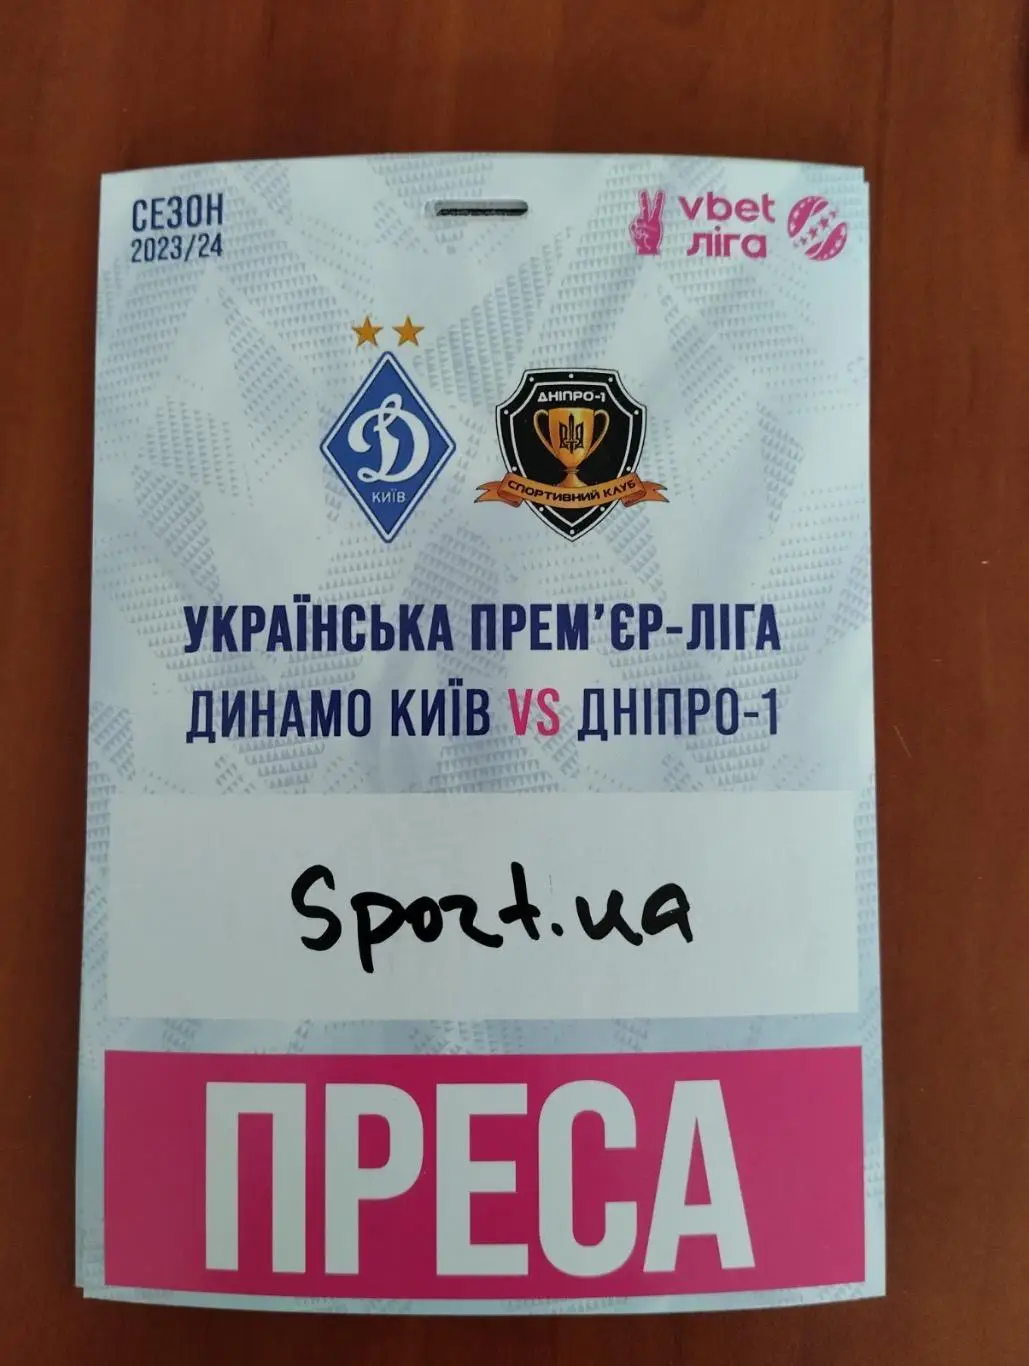 СЕЗОН
2023/24
vbet
ліга
Д
КИЇВ
ДНІПРО-1
СПОРТИВНИЙ КЛУБ
УКРАЇНСЬКА ПРЕМ’ЄР-ЛІГА
ДИНАМО КИЇВ VS ДНІПРО-1
Sport.ua
ПРЕСА